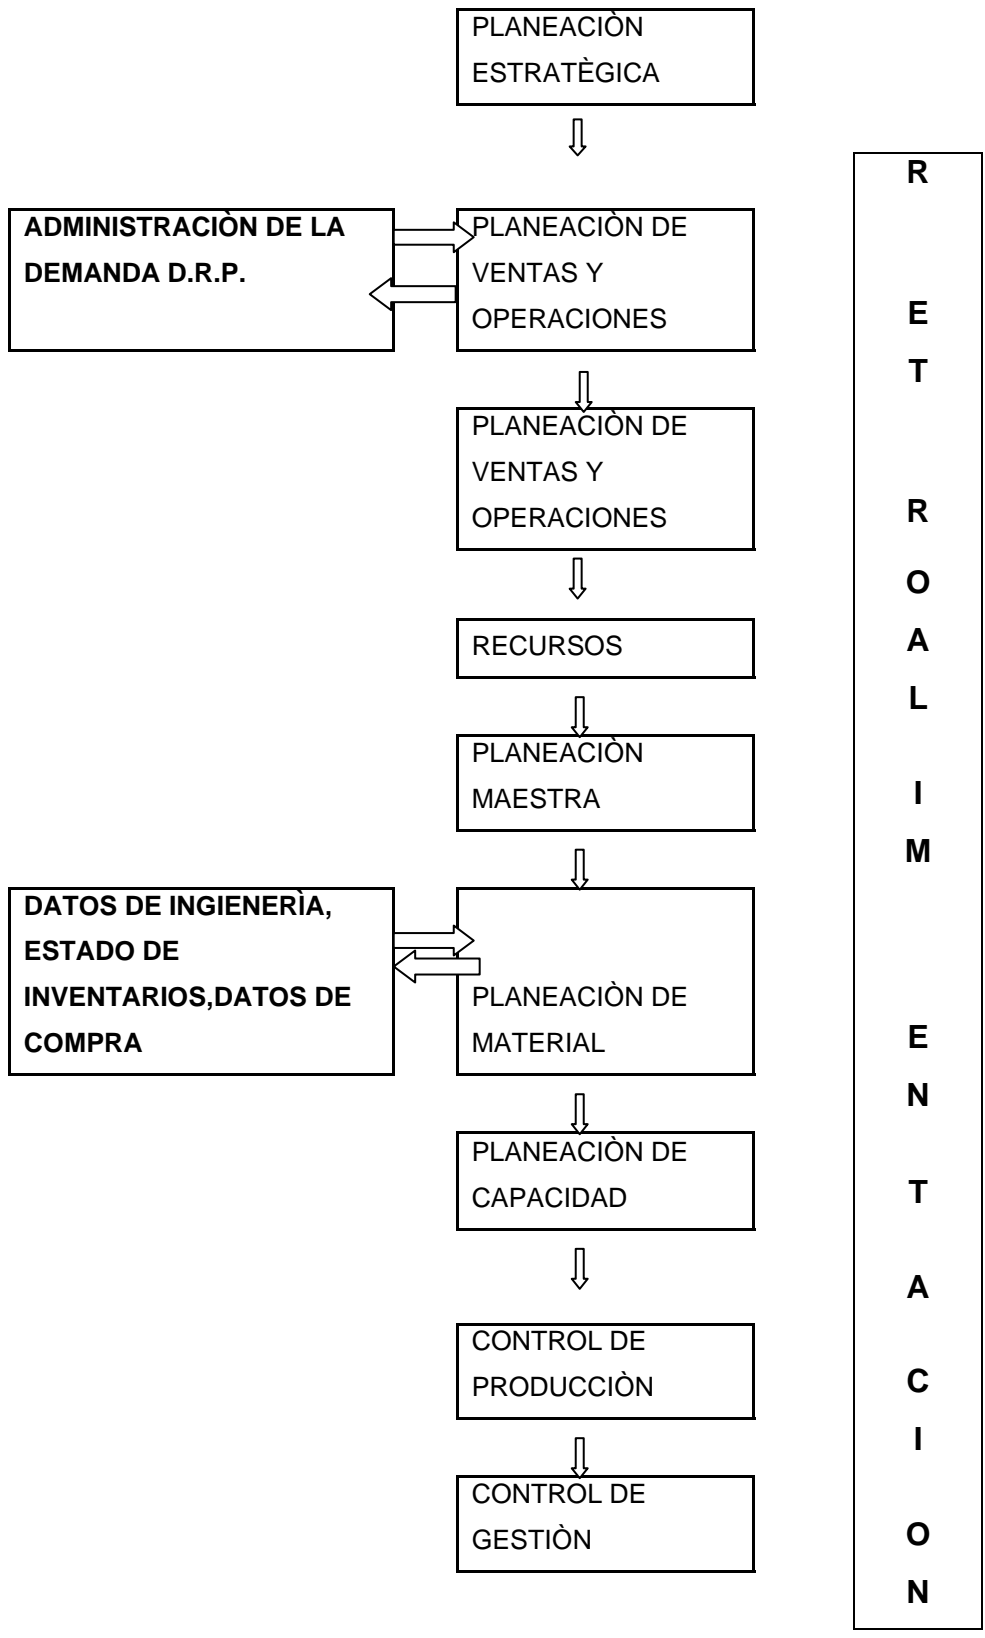 PLANEACIÒN
ESTRATÈGICA
ADMINISTRACIÒN DE LA
DEMANDA D.R.P.
PLANEACIÒN DE
VENTAS Y
OPERACIONES
PLANEACIÒN DE
VENTAS Y
OPERACIONES
RECURSOS
PLANEACIÒN
MAESTRA
DATOS DE INGIENERÌA,
ESTADO DE
INVENTARIOS,DATOS DE
COMPRA
PLANEACIÒN DE
MATERIAL
PLANEACIÒN DE
CAPACIDAD
CONTROL DE
PRODUCCIÒN
CONTROL DE
GESTIÒN
R
E
T
R
O
A
L
I
M
E
N
T
A
C
I
O
N